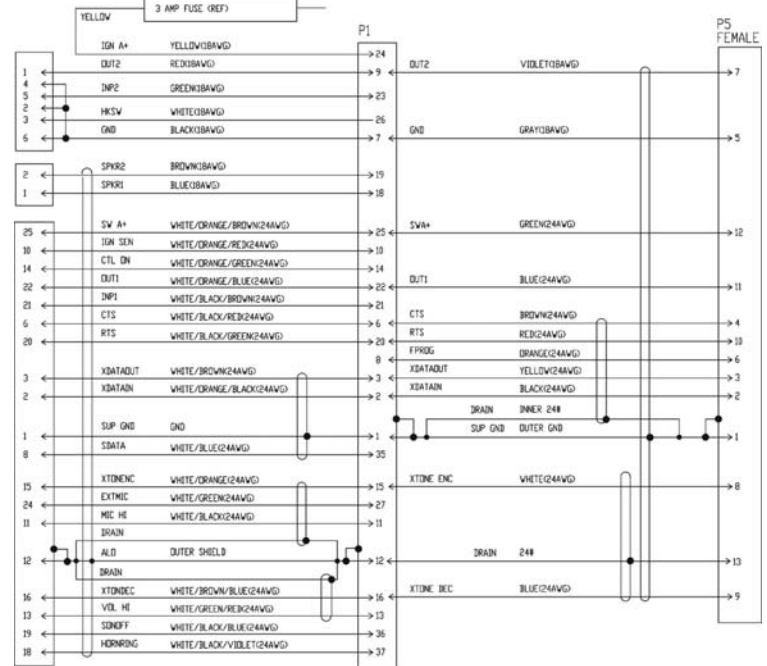 3 AMP FUSE (REF)
YELLOW
P1
P5
FEMALE
IGN A+ YELLOW(18AWG) 24
1 OUT2 RED(18AWG) 9 OUT2 VIOLET(18AWG) 7
4
5 INP2 GREEN(18AWG) 23
2
3 HKSW WHITE(18AWG) 26
6 GND BLACK(18AWG) 7 GND GRAY(18AWG) 5
2 SPKR2 BROWN(18AWG) 19
1 SPKR1 BLUE(18AWG) 18
25 SW A+ WHITE/ORANGE/BROWN(24AWG) 25 SWA+ GREEN(24AWG) 12
10 IGN SEN WHITE/ORANGE/RED(24AWG) 10
14 CTL ON WHITE/ORANGE/GREEN(24AWG) 14
22 OUT1 WHITE/ORANGE/BLUE(24AWG) 22 OUT1 BLUE(24AWG) 11
21 INP1 WHITE/BLACK/BROWN(24AWG) 21
6 CTS WHITE/BLACK/RED(24AWG) 6 CTS BROWN(24AWG) 4
20 RTS WHITE/BLACK/GREEN(24AWG) 20 RTS RED(24AWG) 10
8 FPROG ORANGE(24AWG) 6
3 XDATAOUT WHITE/BROWN(24AWG) 3 XDATAOUT YELLOW(24AWG) 3
2 XDATAIN WHITE/ORANGE/BLACK(24AWG) 2 XDATAIN BLACK(24AWG) 2
DRAIN INNER 24#
1 SUP GND GND 1 SUP GND OUTER GND 1
8 SDATA WHITE/BLUE(24AWG) 35
15 XTONENC WHITE/ORANGE(24AWG) 15 XTONE ENC WHITE(24AWG) 8
24 EXTMIC WHITE/GREEN(24AWG) 27
11 MIC HI WHITE/BLACK(24AWG) 11
DRAIN
12 ALO OUTER SHIELD 12 DRAIN 24# 13
DRAIN
16 XTONDEC WHITE/BROWN/BLUE(24AWG) 16 XTONE DEC BLUE(24AWG) 9
13 VOL HI WHITE/GREEN/RED(24AWG) 13
19 SONOFF WHITE/BLACK/BLUE(24AWG) 36
18 HORNRING WHITE/BLACK/VIOLET(24AWG) 37